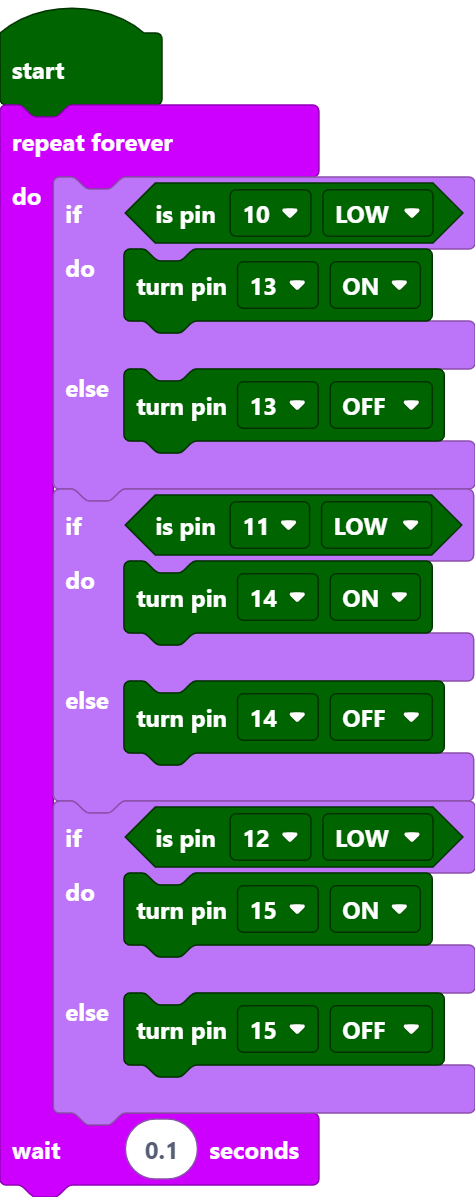 start
repeat forever
do
if is pin 10 LOW
do turn pin 13 ON
else turn pin 13 OFF
if is pin 11 LOW
do turn pin 14 ON
else turn pin 14 OFF
if is pin 12 LOW
do turn pin 15 ON
else turn pin 15 OFF
wait 0.1 seconds